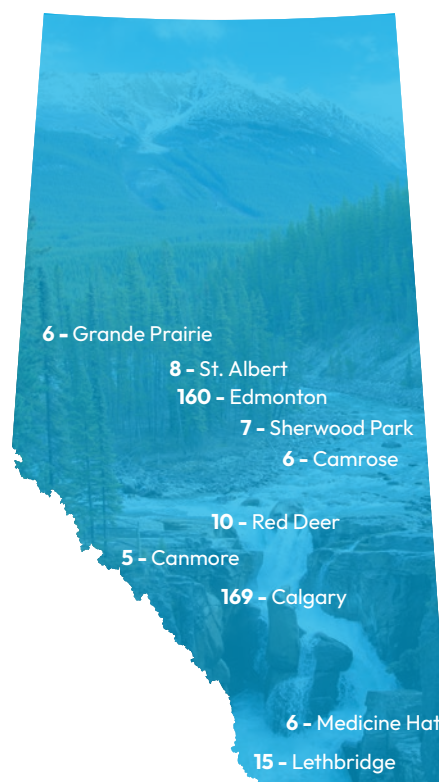 6 - Grande Prairie
8 - St. Albert
160 - Edmonton
7 - Sherwood Park
6 - Camrose
10 - Red Deer
5 - Canmore
169 - Calgary
6 - Medicine Hat
15 - Lethbridge